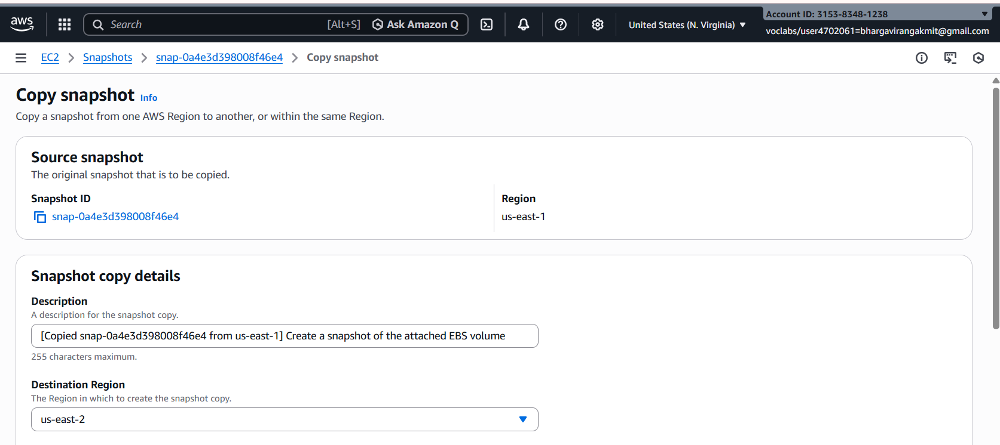 aws
Search [Alt+S] Ask Amazon Q United States (N. Virginia) Account ID: 3153-8348-1238
voclabs/user4702061=bhargavirangakmit@gmail.com
EC2 Snapshots snap-0a4e3d398008f46e4 Copy snapshot
Copy snapshot Info
Copy a snapshot from one AWS Region to another, or within the same Region.
Source snapshot
The original snapshot that is to be copied.
Snapshot ID Region
snap-0a4e3d398008f46e4 us-east-1
Snapshot copy details
Description
A description for the snapshot copy.
[Copied snap-0a4e3d398008f46e4 from us-east-1] Create a snapshot of the attached EBS volume
255 characters maximum.
Destination Region
The Region in which to create the snapshot copy.
us-east-2